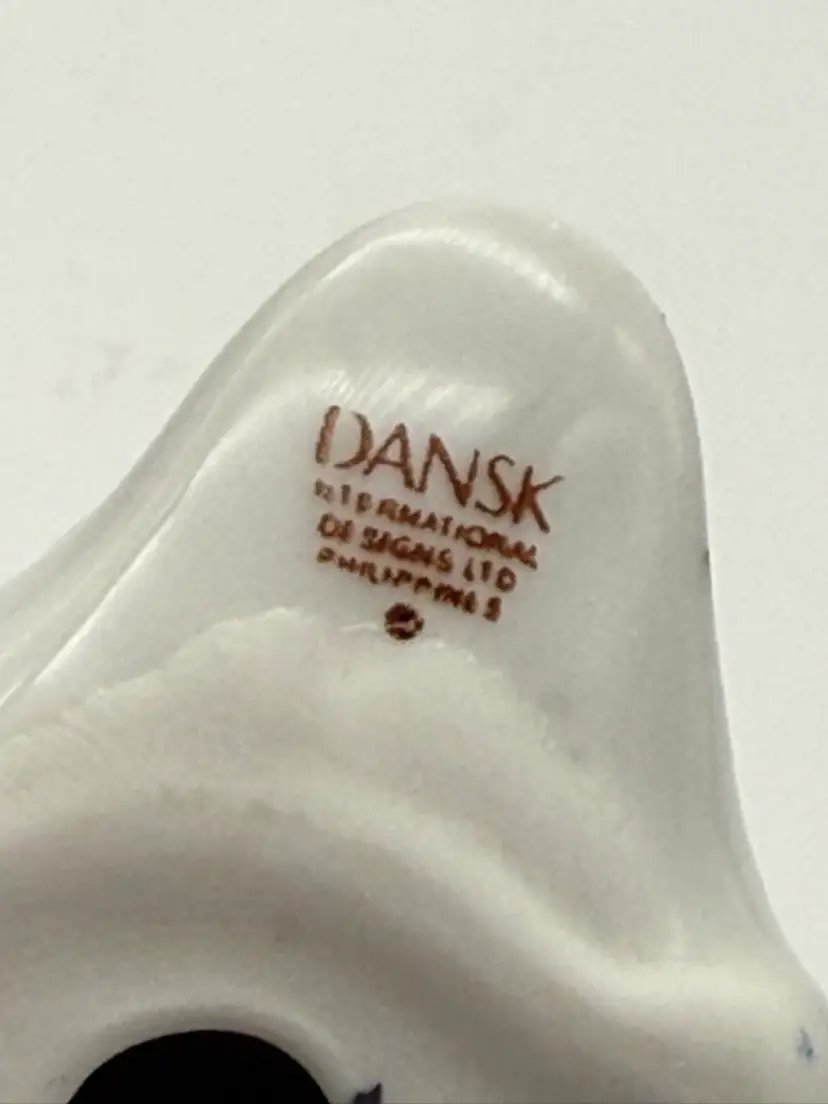 DANSK
INTERNATIONAL
DESIGNS LTD
PHILIPPINES